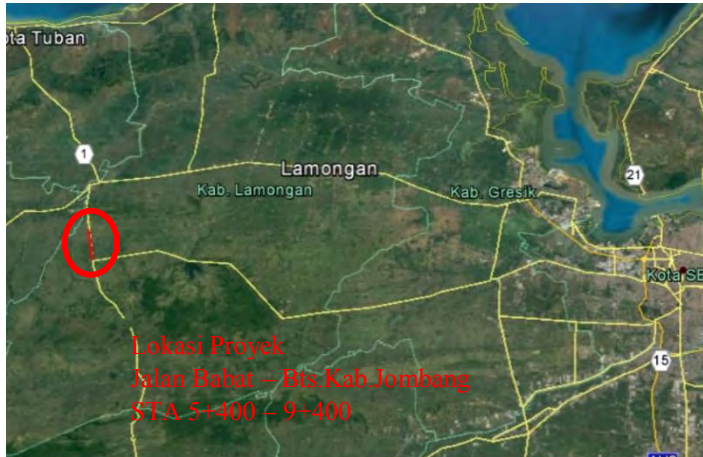 ota Tuban
1
Lamongan
Kab. Lamongan
Kab. Gresik
21
Kota SE
Lokasi Proyek
Jalan Babat – Bts.Kab.Jombang
STA 5+400 – 9+400
15